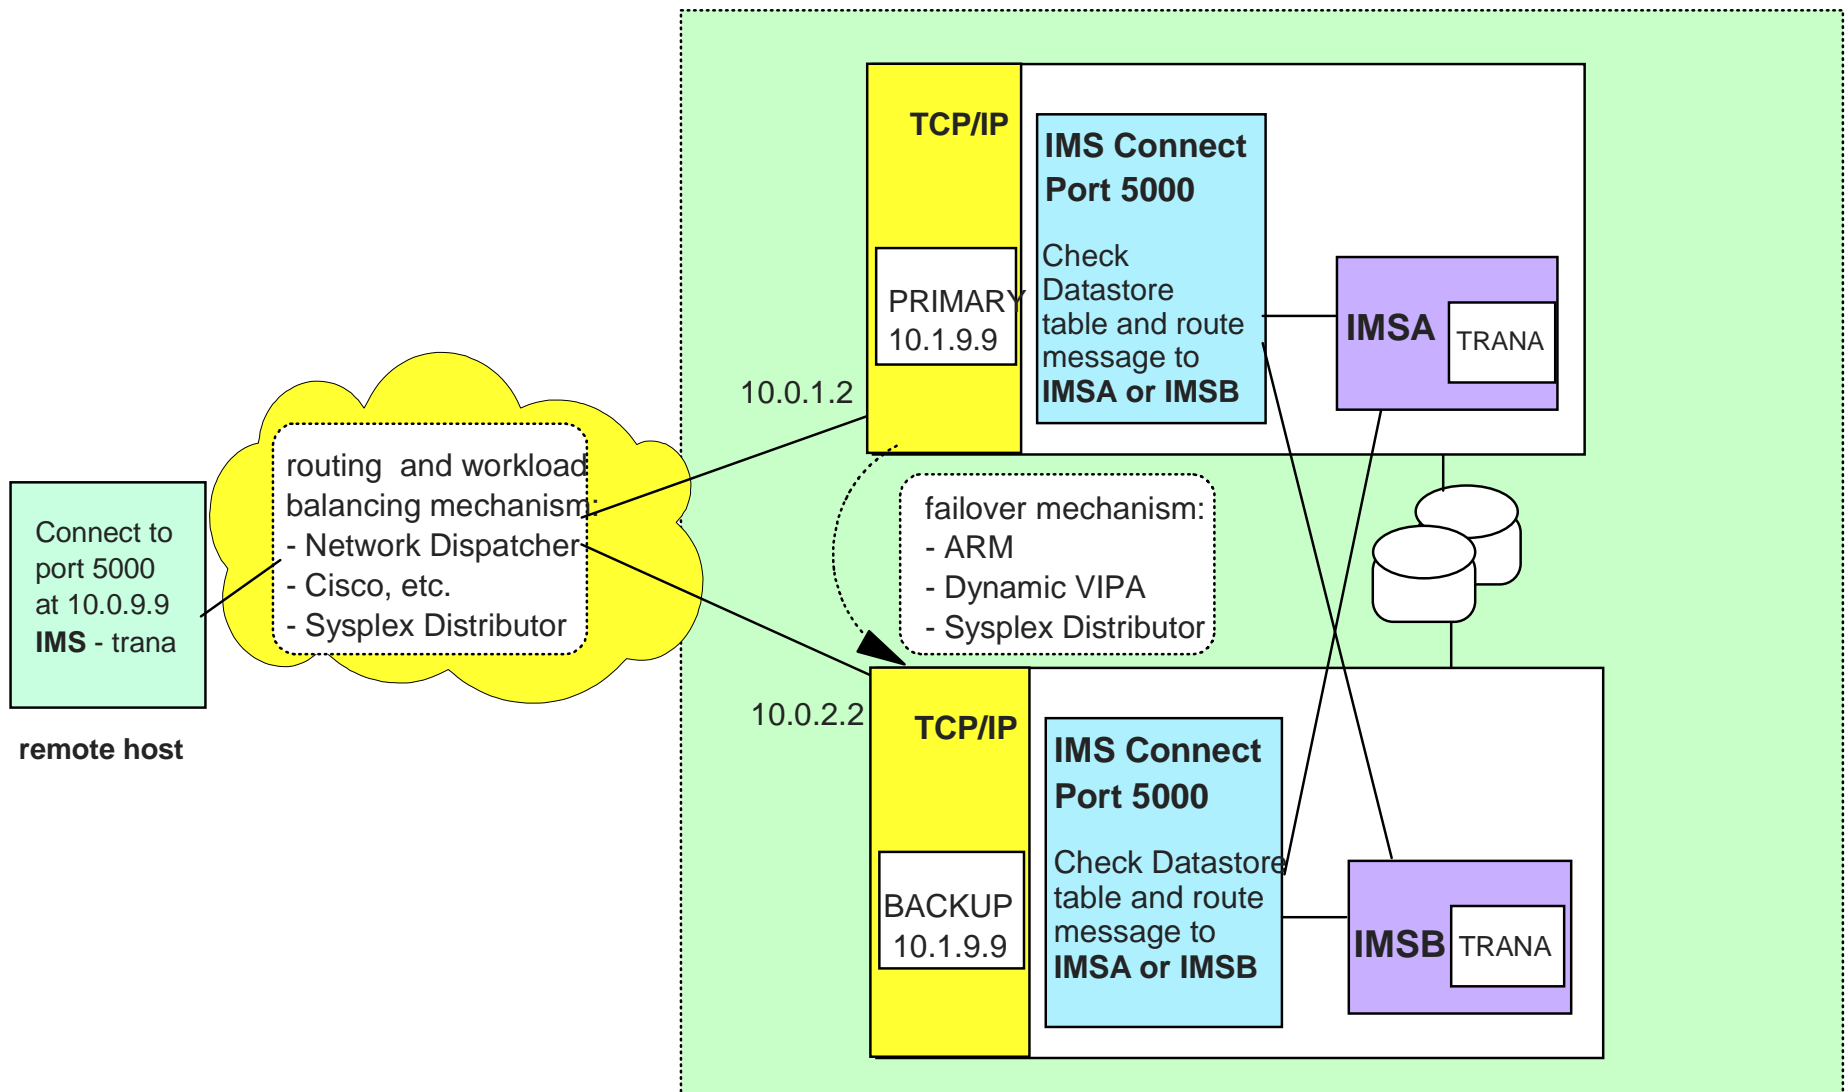 Connect to
port 5000
at 10.0.9.9
IMS - trana
remote host
routing and workload
balancing mechanism:
- Network Dispatcher
- Cisco, etc.
- Sysplex Distributor
10.0.1.2
10.0.2.2
TCP/IP
PRIMARY
10.1.9.9
IMS Connect
Port 5000
Check
Datastore
table and route
message to
IMSA or IMSB
IMSA
TRANA
failover mechanism:
- ARM
- Dynamic VIPA
- Sysplex Distributor
TCP/IP
BACKUP
10.1.9.9
IMS Connect
Port 5000
Check Datastore
table and route
message to
IMSA or IMSB
IMSB
TRANA